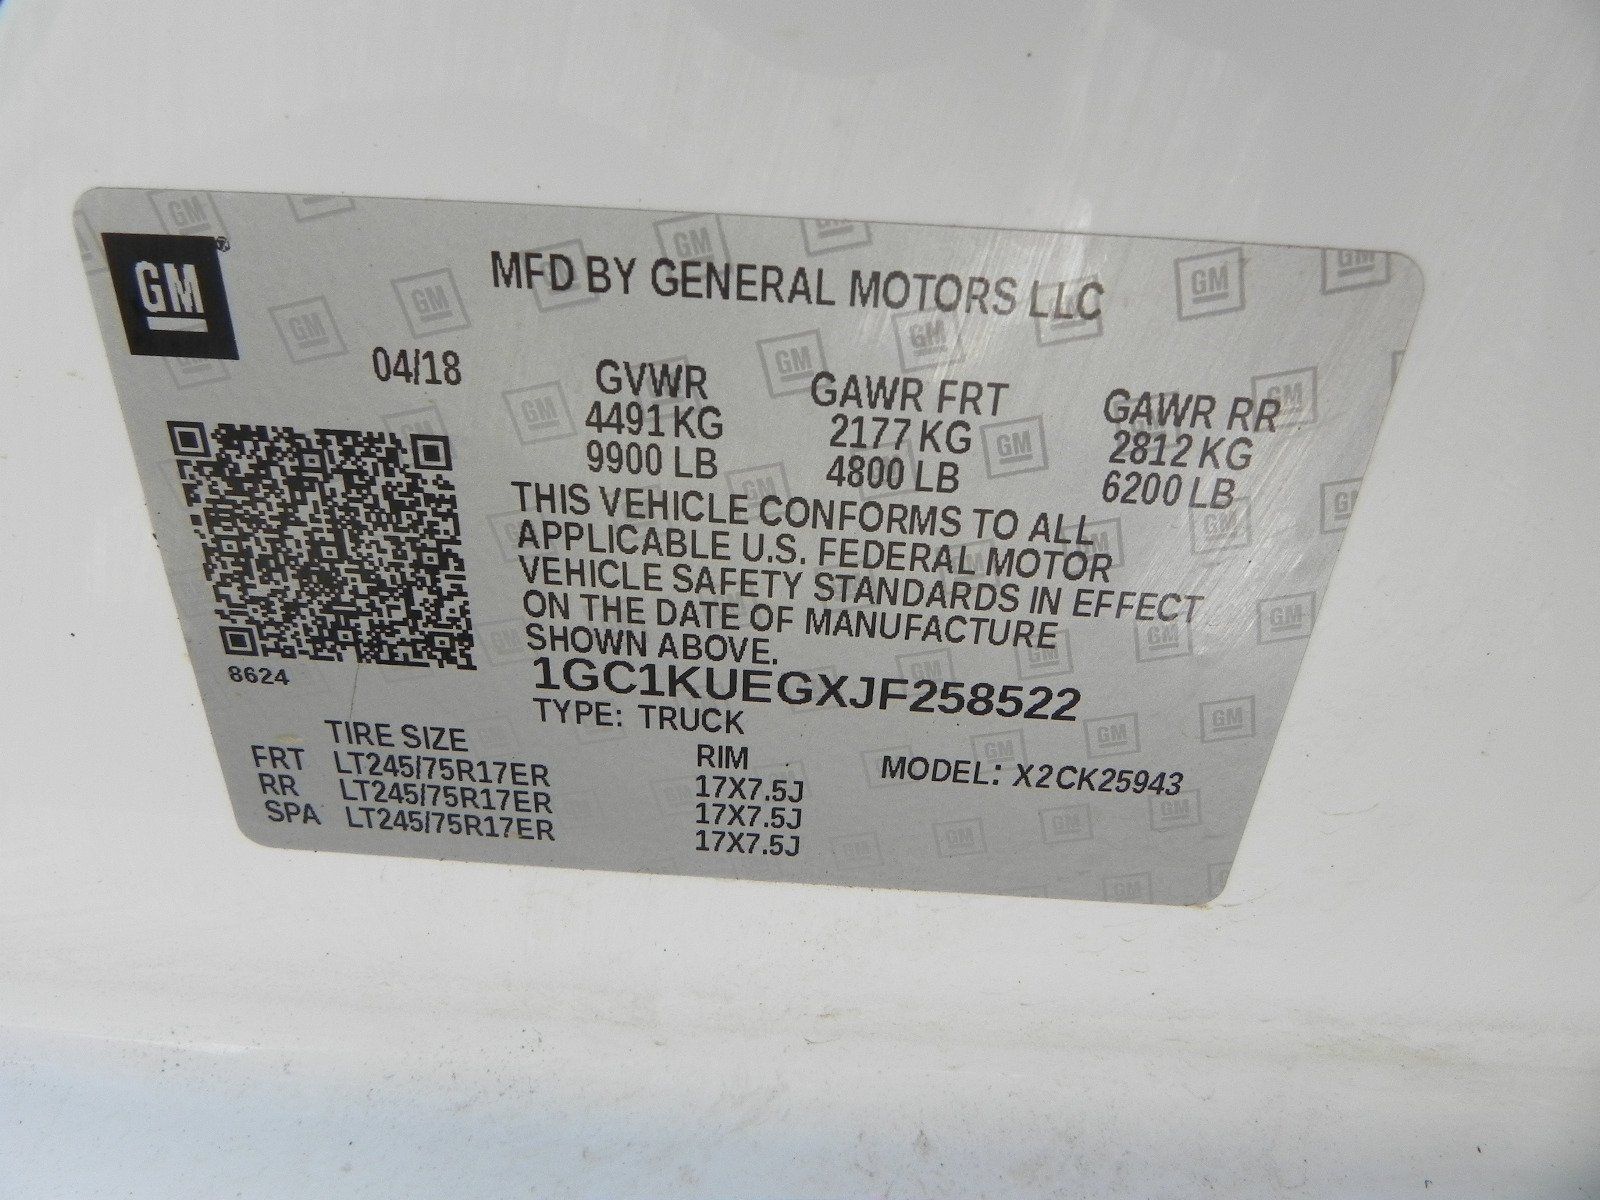 GM
MFD BY GENERAL MOTORS LLC
04/18
GVWR GAWR FRT GAWR RR
4491 KG 2177 KG 2812 KG
9900 LB 4800 LB 6200 LB
THIS VEHICLE CONFORMS TO ALL
APPLICABLE U.S. FEDERAL MOTOR
VEHICLE SAFETY STANDARDS IN EFFECT
ON THE DATE OF MANUFACTURE
SHOWN ABOVE.
8624
1GC1KUEGXJF258522
TYPE: TRUCK
TIRE SIZE RIM MODEL: X2CK25943
FRT LT245/75R17ER 17X7.5J
RR LT245/75R17ER 17X7.5J
SPA LT245/75R17ER 17X7.5J